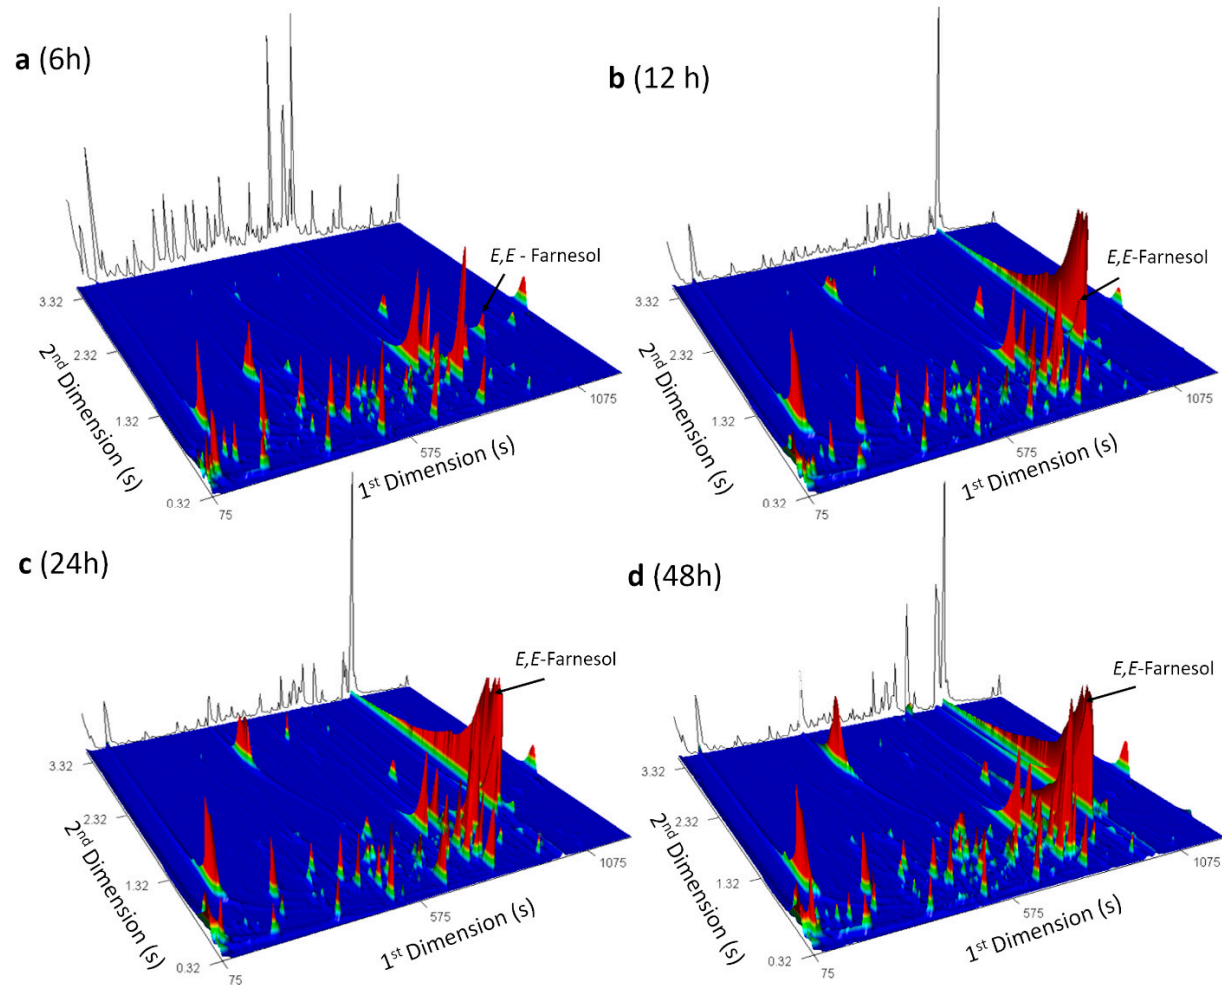 a (6h)
E,E - Farnesol
3.32
2.32
1.32
0.32
75
575
1075
2nd Dimension (s)
1st Dimension (s)
b (12 h)
E,E-Farnesol
3.32
2.32
1.32
0.32
75
575
1075
2nd Dimension (s)
1st Dimension (s)
c (24h)
E,E-Farnesol
3.32
2.32
1.32
0.32
75
575
1075
2nd Dimension (s)
1st Dimension (s)
d (48h)
E,E-Farnesol
3.32
2.32
1.32
0.32
75
575
1075
2nd Dimension (s)
1st Dimension (s)